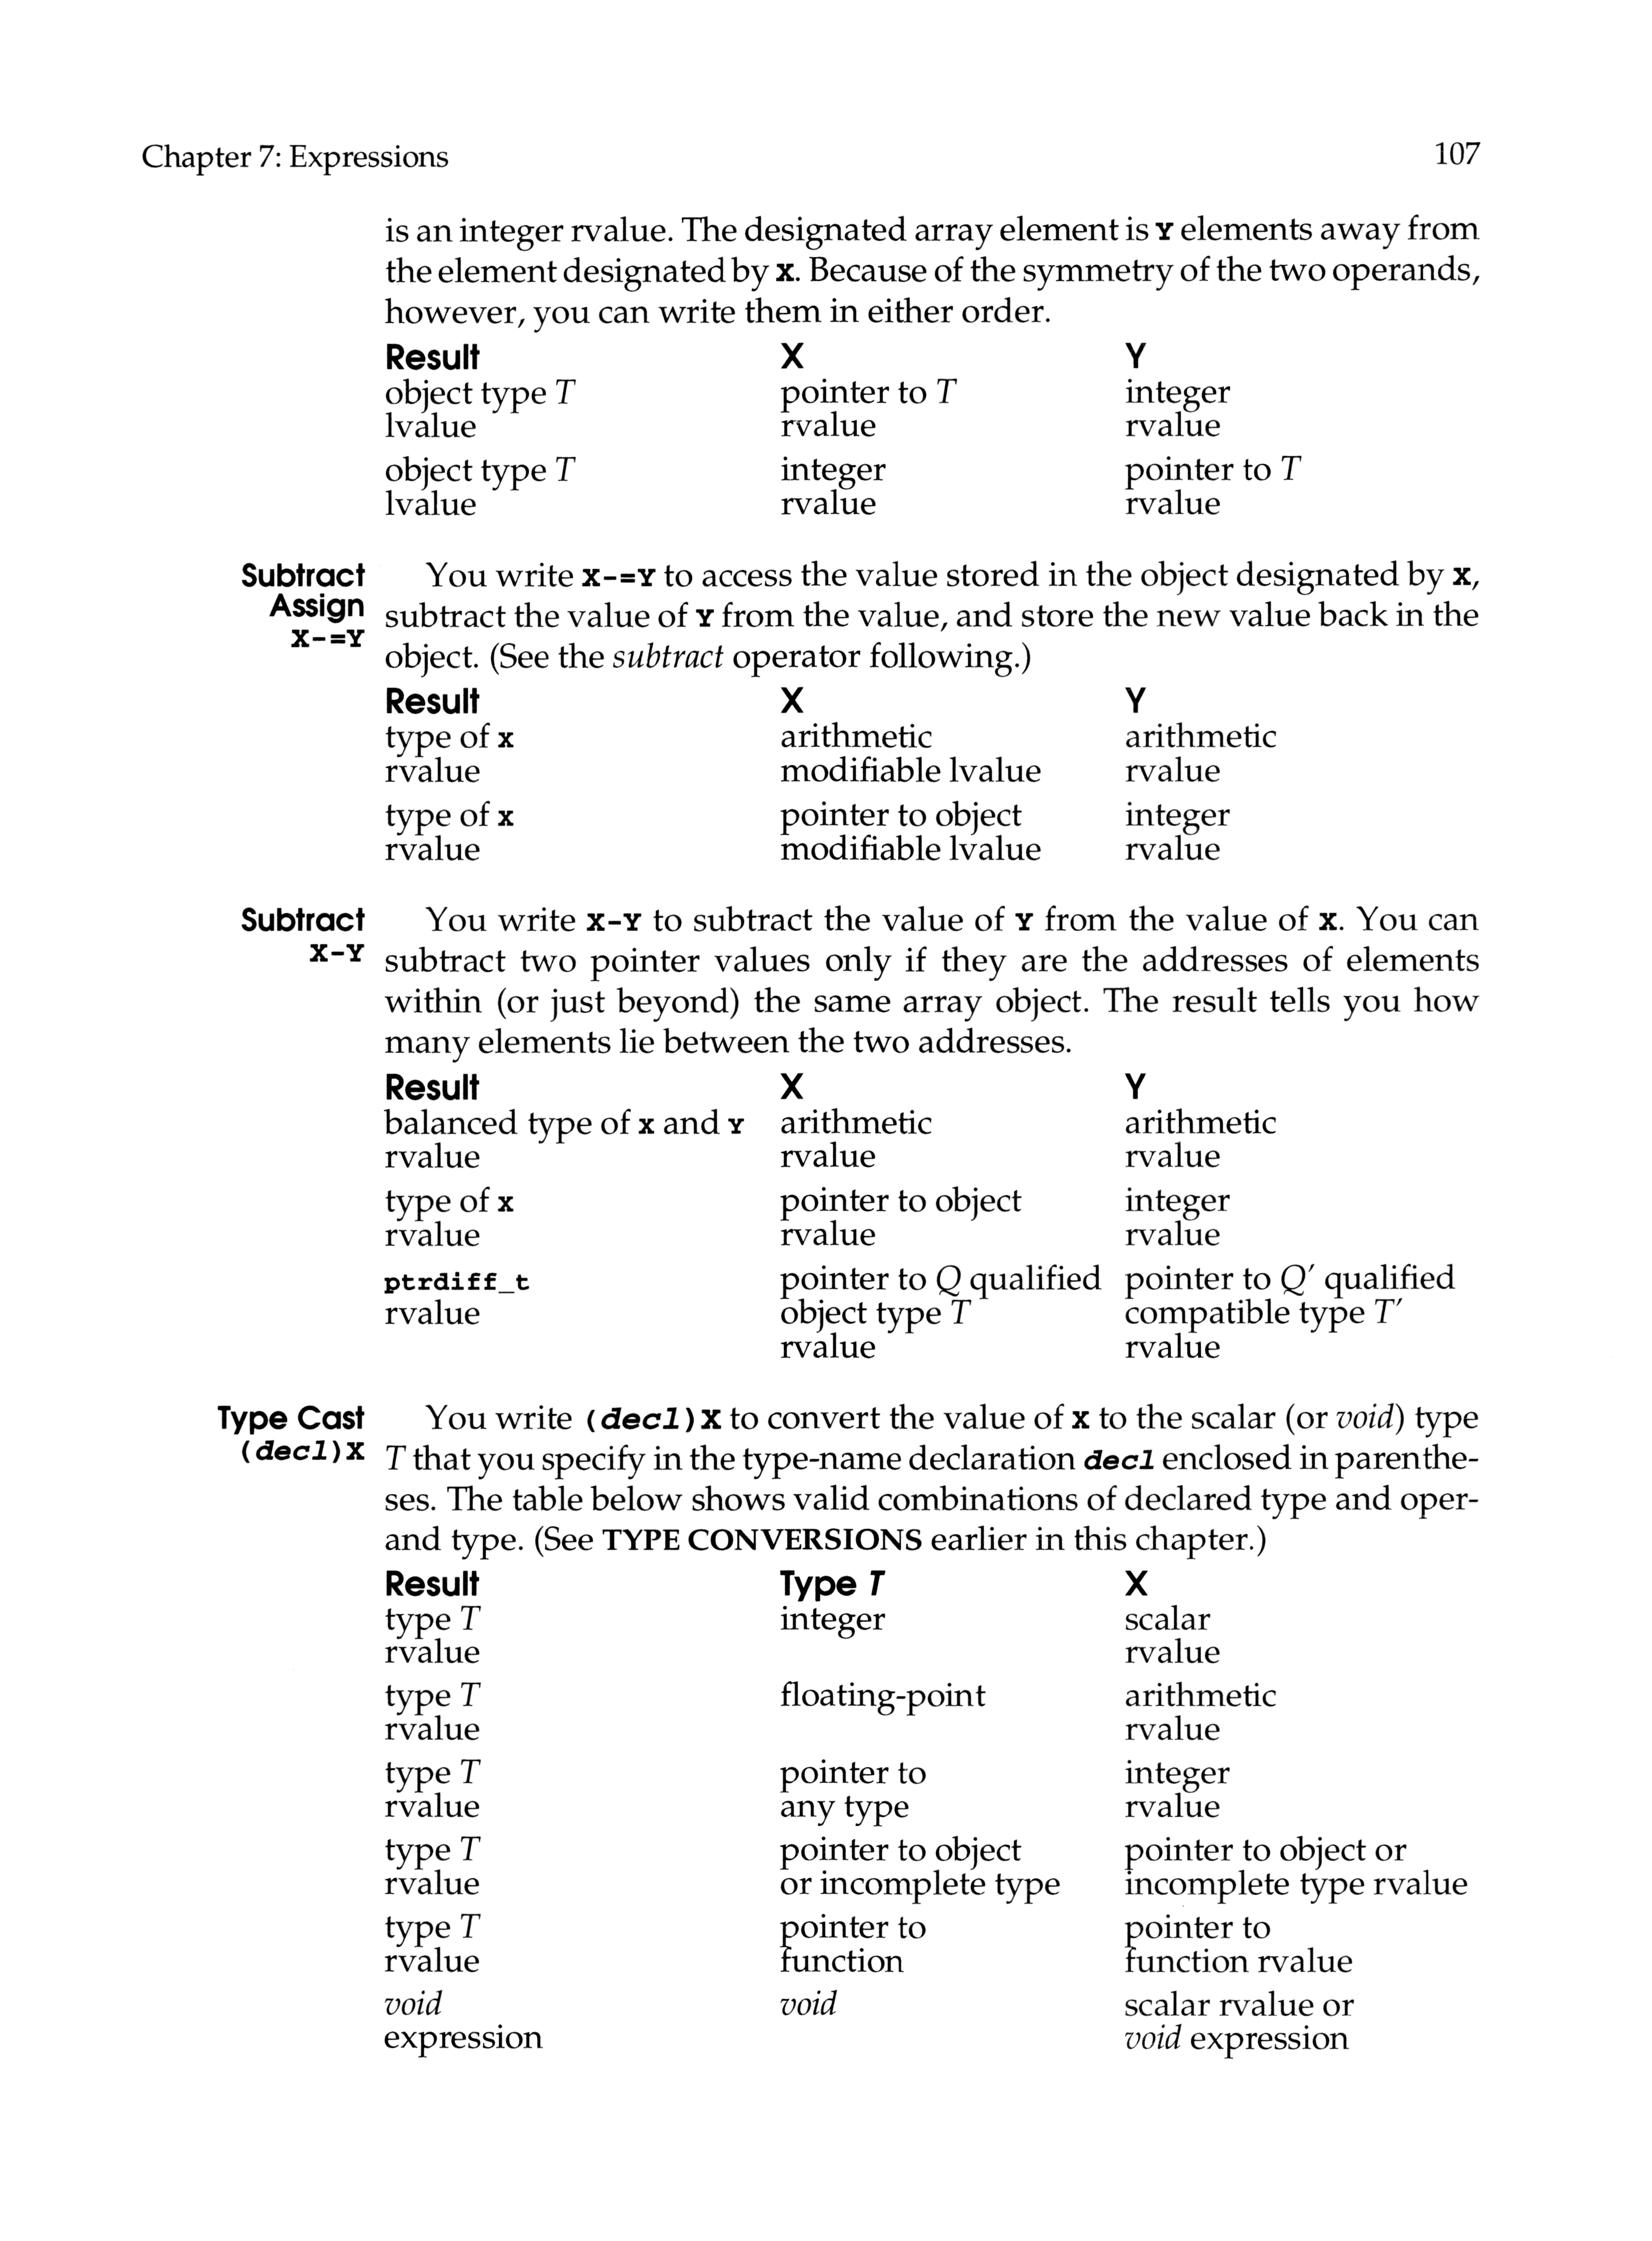 Chapter 7: Expressions 107
is an integer rvalue. The designated array element is Y elements away from
the element designated by X. Because of the symmetry of the two operands,
however, you can write them in either order.
Result X Y
object type T pointer to T integer
lvalue rvalue rvalue
object type T integer pointer to T
lvalue rvalue rvalue
Subtract You write X-=Y to access the value stored in the object designated by X,
Assign subtract the value of Y from the value, and store the new value back in the
X-=Y object. (See the subtract operator following.)
Result X Y
type of X arithmetic arithmetic
rvalue modifiable lvalue rvalue
type of X pointer to object integer
rvalue modifiable lvalue rvalue
Subtract You write X-Y to subtract the value of Y from the value of X. You can
X-Y subtract two pointer values only if they are the addresses of elements
within (or just beyond) the same array object. The result tells you how
many elements lie between the two addresses.
Result X Y
balanced type of X and Y arithmetic arithmetic
rvalue rvalue rvalue
type of X pointer to object integer
rvalue rvalue rvalue
ptrdiff_t pointer to Q qualified pointer to Q′ qualified
rvalue object type T compatible type T′
rvalue rvalue
Type Cast You write (decl)X to convert the value of X to the scalar (or void) type
(decl)X T that you specify in the type-name declaration decl enclosed in parenthe-
ses. The table below shows valid combinations of declared type and oper-
and type. (See TYPE CONVERSIONS earlier in this chapter.)
Result Type T X
type T integer scalar
rvalue rvalue
type T floating-point arithmetic
rvalue rvalue
type T pointer to integer
rvalue any type rvalue
type T pointer to object pointer to object or
rvalue or incomplete type incomplete type rvalue
type T pointer to pointer to
rvalue function function rvalue
void void scalar rvalue or
expression void expression